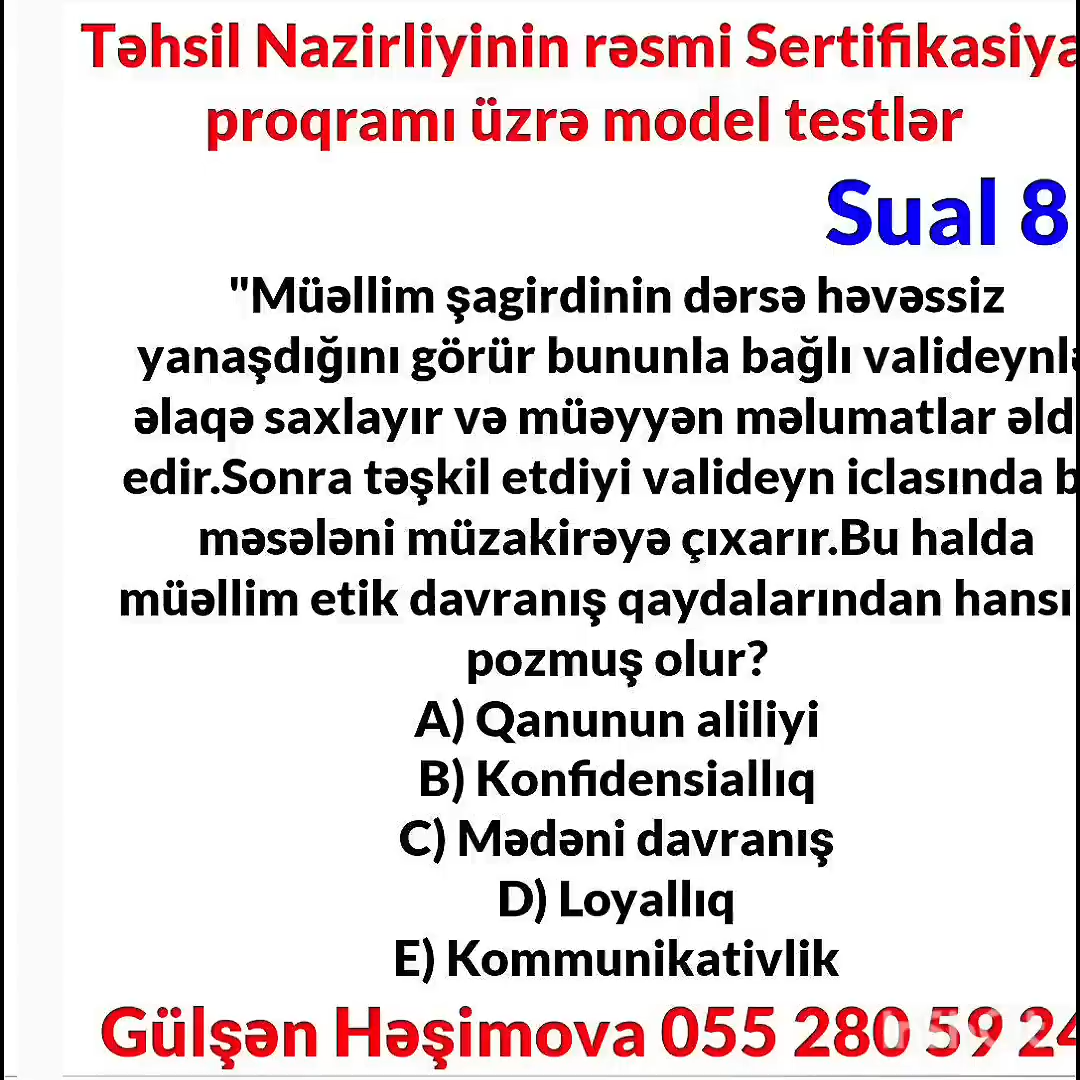 Təhsil Nazirliyinin rəsmi Sertifikasiya
proqramı üzrə model testlər
Sual 8
"Müəllim şagirdinin dərsə həvəssiz
yanaşdığını görür bununla bağlı valideynlə
əlaqə saxlayır və müəyyən məlumatlar əld
edir.Sonra təşkil etdiyi valideyn iclasında b
məsələni müzakirəyə çıxarır.Bu halda
müəllim etik davranış qaydalarından hansı
pozmuş olur?
A) Qanunun aliliyi
B) Konfidensiallıq
C) Mədəni davranış
D) Loyallıq
E) Kommunikativlik
Gülşən Həşimova 055 280 59 24